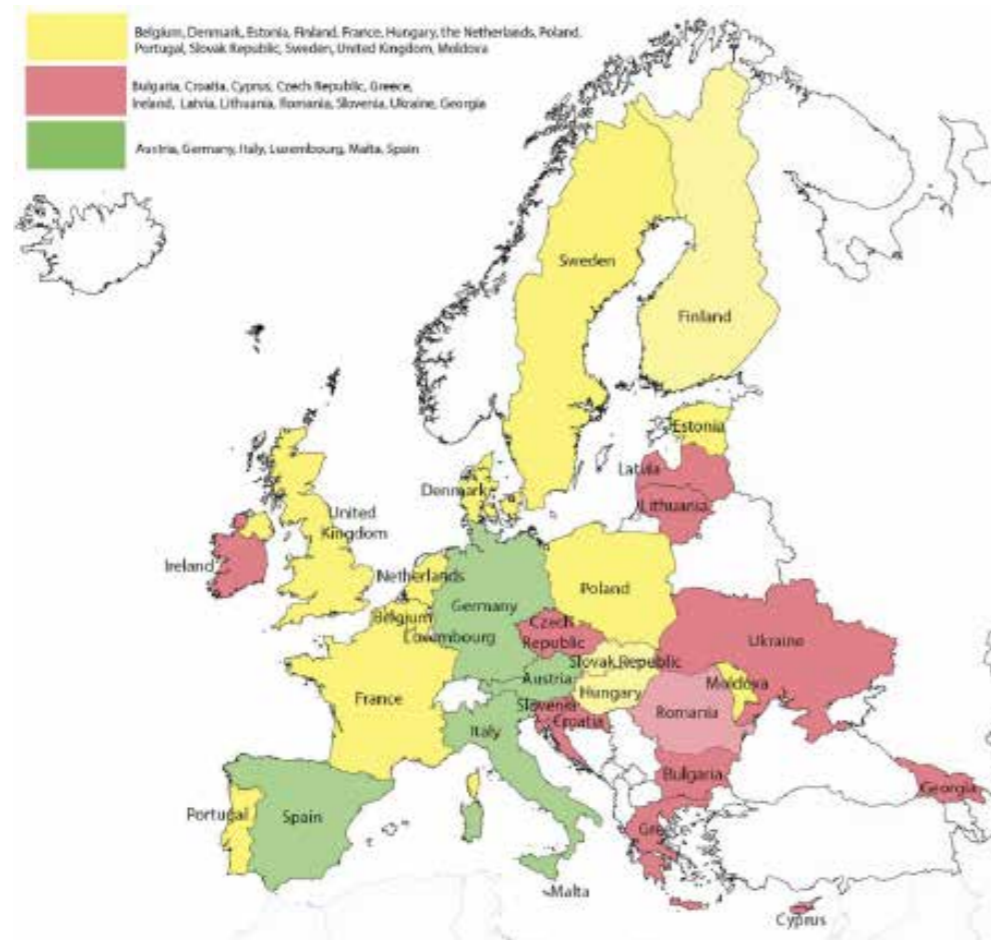 Belgium, Denmark, Estonia, Finland, France, Hungary, the Netherlands, Poland,
Portugal, Slovak Republic, Sweden, United Kingdom, Moldova
Bulgaria, Croatia, Cyprus, Czech Republic, Greece,
Ireland, Latvia, Lithuania, Romania, Slovenia, Ukraine, Georgia
Austria, Germany, Italy, Luxembourg, Malta, Spain
Sweden
Finland
Estonia
Latvia
Lithuania
Denmark
United
Kingdom
Ireland
Netherlands
Poland
Germany
Belgium
Luxembourg
Czech
Republic
Ukraine
Slovak Republic
Austria
Moldova
Hungary
France
Slovenia
Romania
Croatia
Italy
Bulgaria
Georgia
Portugal
Spain
Greece
Malta
Cyprus